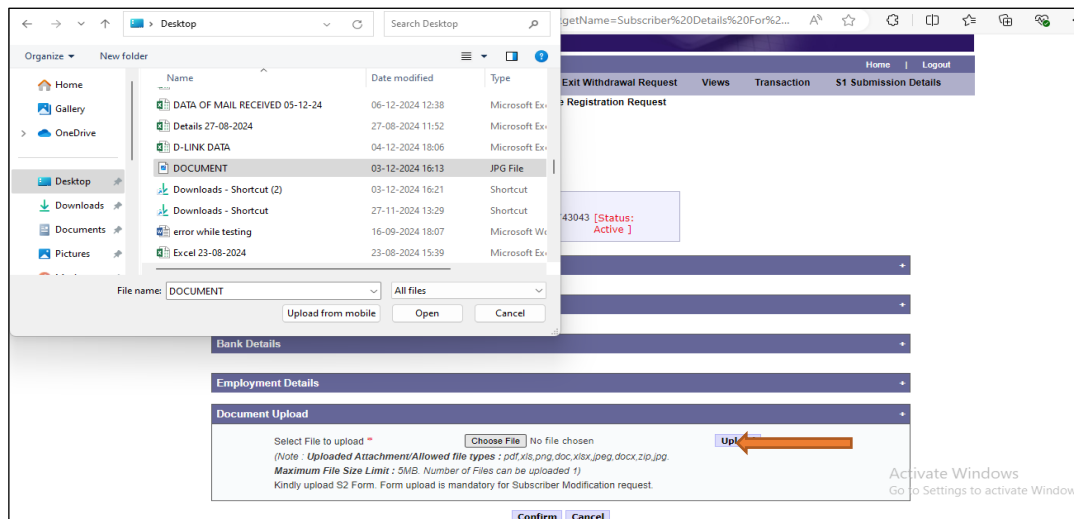 Desktop
Search Desktop
getName=Subscriber%20Details%20For%2...
Organize
New folder
Home | Logout
Name Date modified Type
Exit Withdrawal Request Views Transaction S1 Submission Details
Home
Gallery
OneDrive
Desktop
Downloads
Documents
Pictures
DATA OF MAIL RECEIVED 05-12-24 06-12-2024 12:38 Microsoft Ex
Details 27-08-2024 27-08-2024 11:52 Microsoft Ex
D-LINK DATA 04-12-2024 18:06 Microsoft Ex
DOCUMENT 03-12-2024 16:13 JPG File
Downloads - Shortcut (2) 03-12-2024 16:21 Shortcut
Downloads - Shortcut 27-11-2024 13:29 Shortcut
error while testing 16-09-2024 18:07 Microsoft Wo
Excel 23-08-2024 23-08-2024 15:39 Microsoft Ex
File name: DOCUMENT All files
Upload from mobile Open Cancel
e Registration Request
43043 [Status:
Active ]
Bank Details +
Employment Details +
Document Upload +
Select File to upload * Choose File No file chosen Upl
(Note : Uploaded Attachment/Allowed file types : pdf,xls,png,doc,xlsx,jpeg,docx,zip,jpg.
Maximum File Size Limit : 5MB. Number of Files can be uploaded 1)
Kindly upload S2 Form. Form upload is mandatory for Subscriber Modification request.
Confirm Cancel
Activate Windows
Go to Settings to activate Window